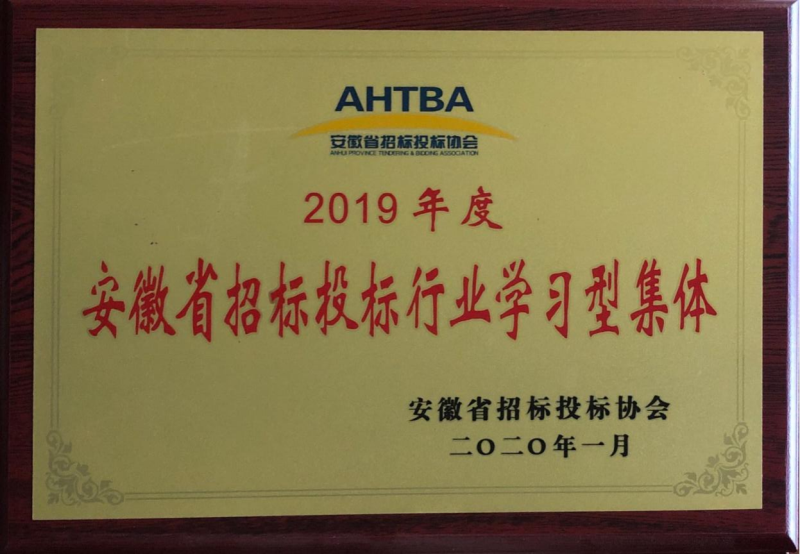 AHTBA
安徽省招标投标协会
ANHUI PROVINCE TENDERING & BIDDING ASSOCIATION
2019年度
安徽省招标投标行业学习型集体
安徽省招标投标协会
二〇二〇年一月